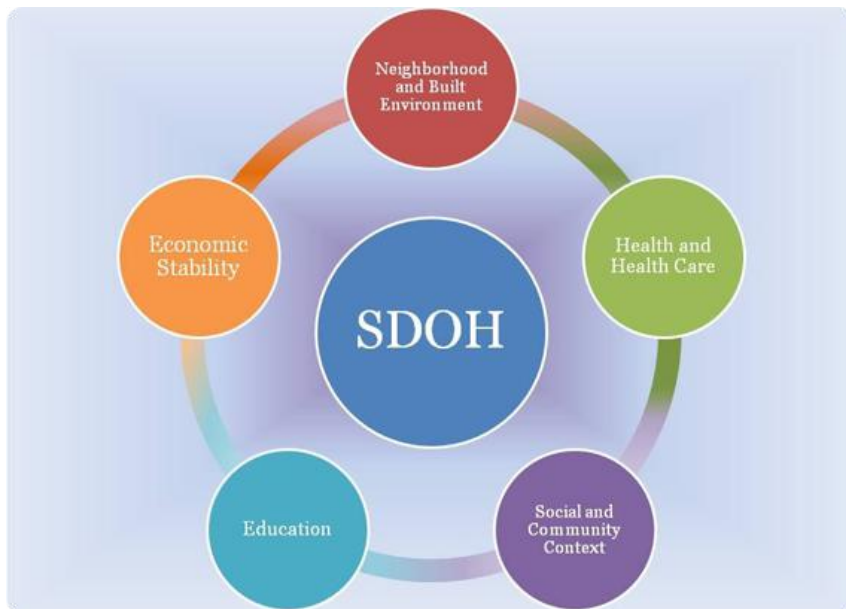 Neighborhood
and Built
Environment
Economic
Stability
Health and
Health Care
SDOH
Education
Social and
Community
Context